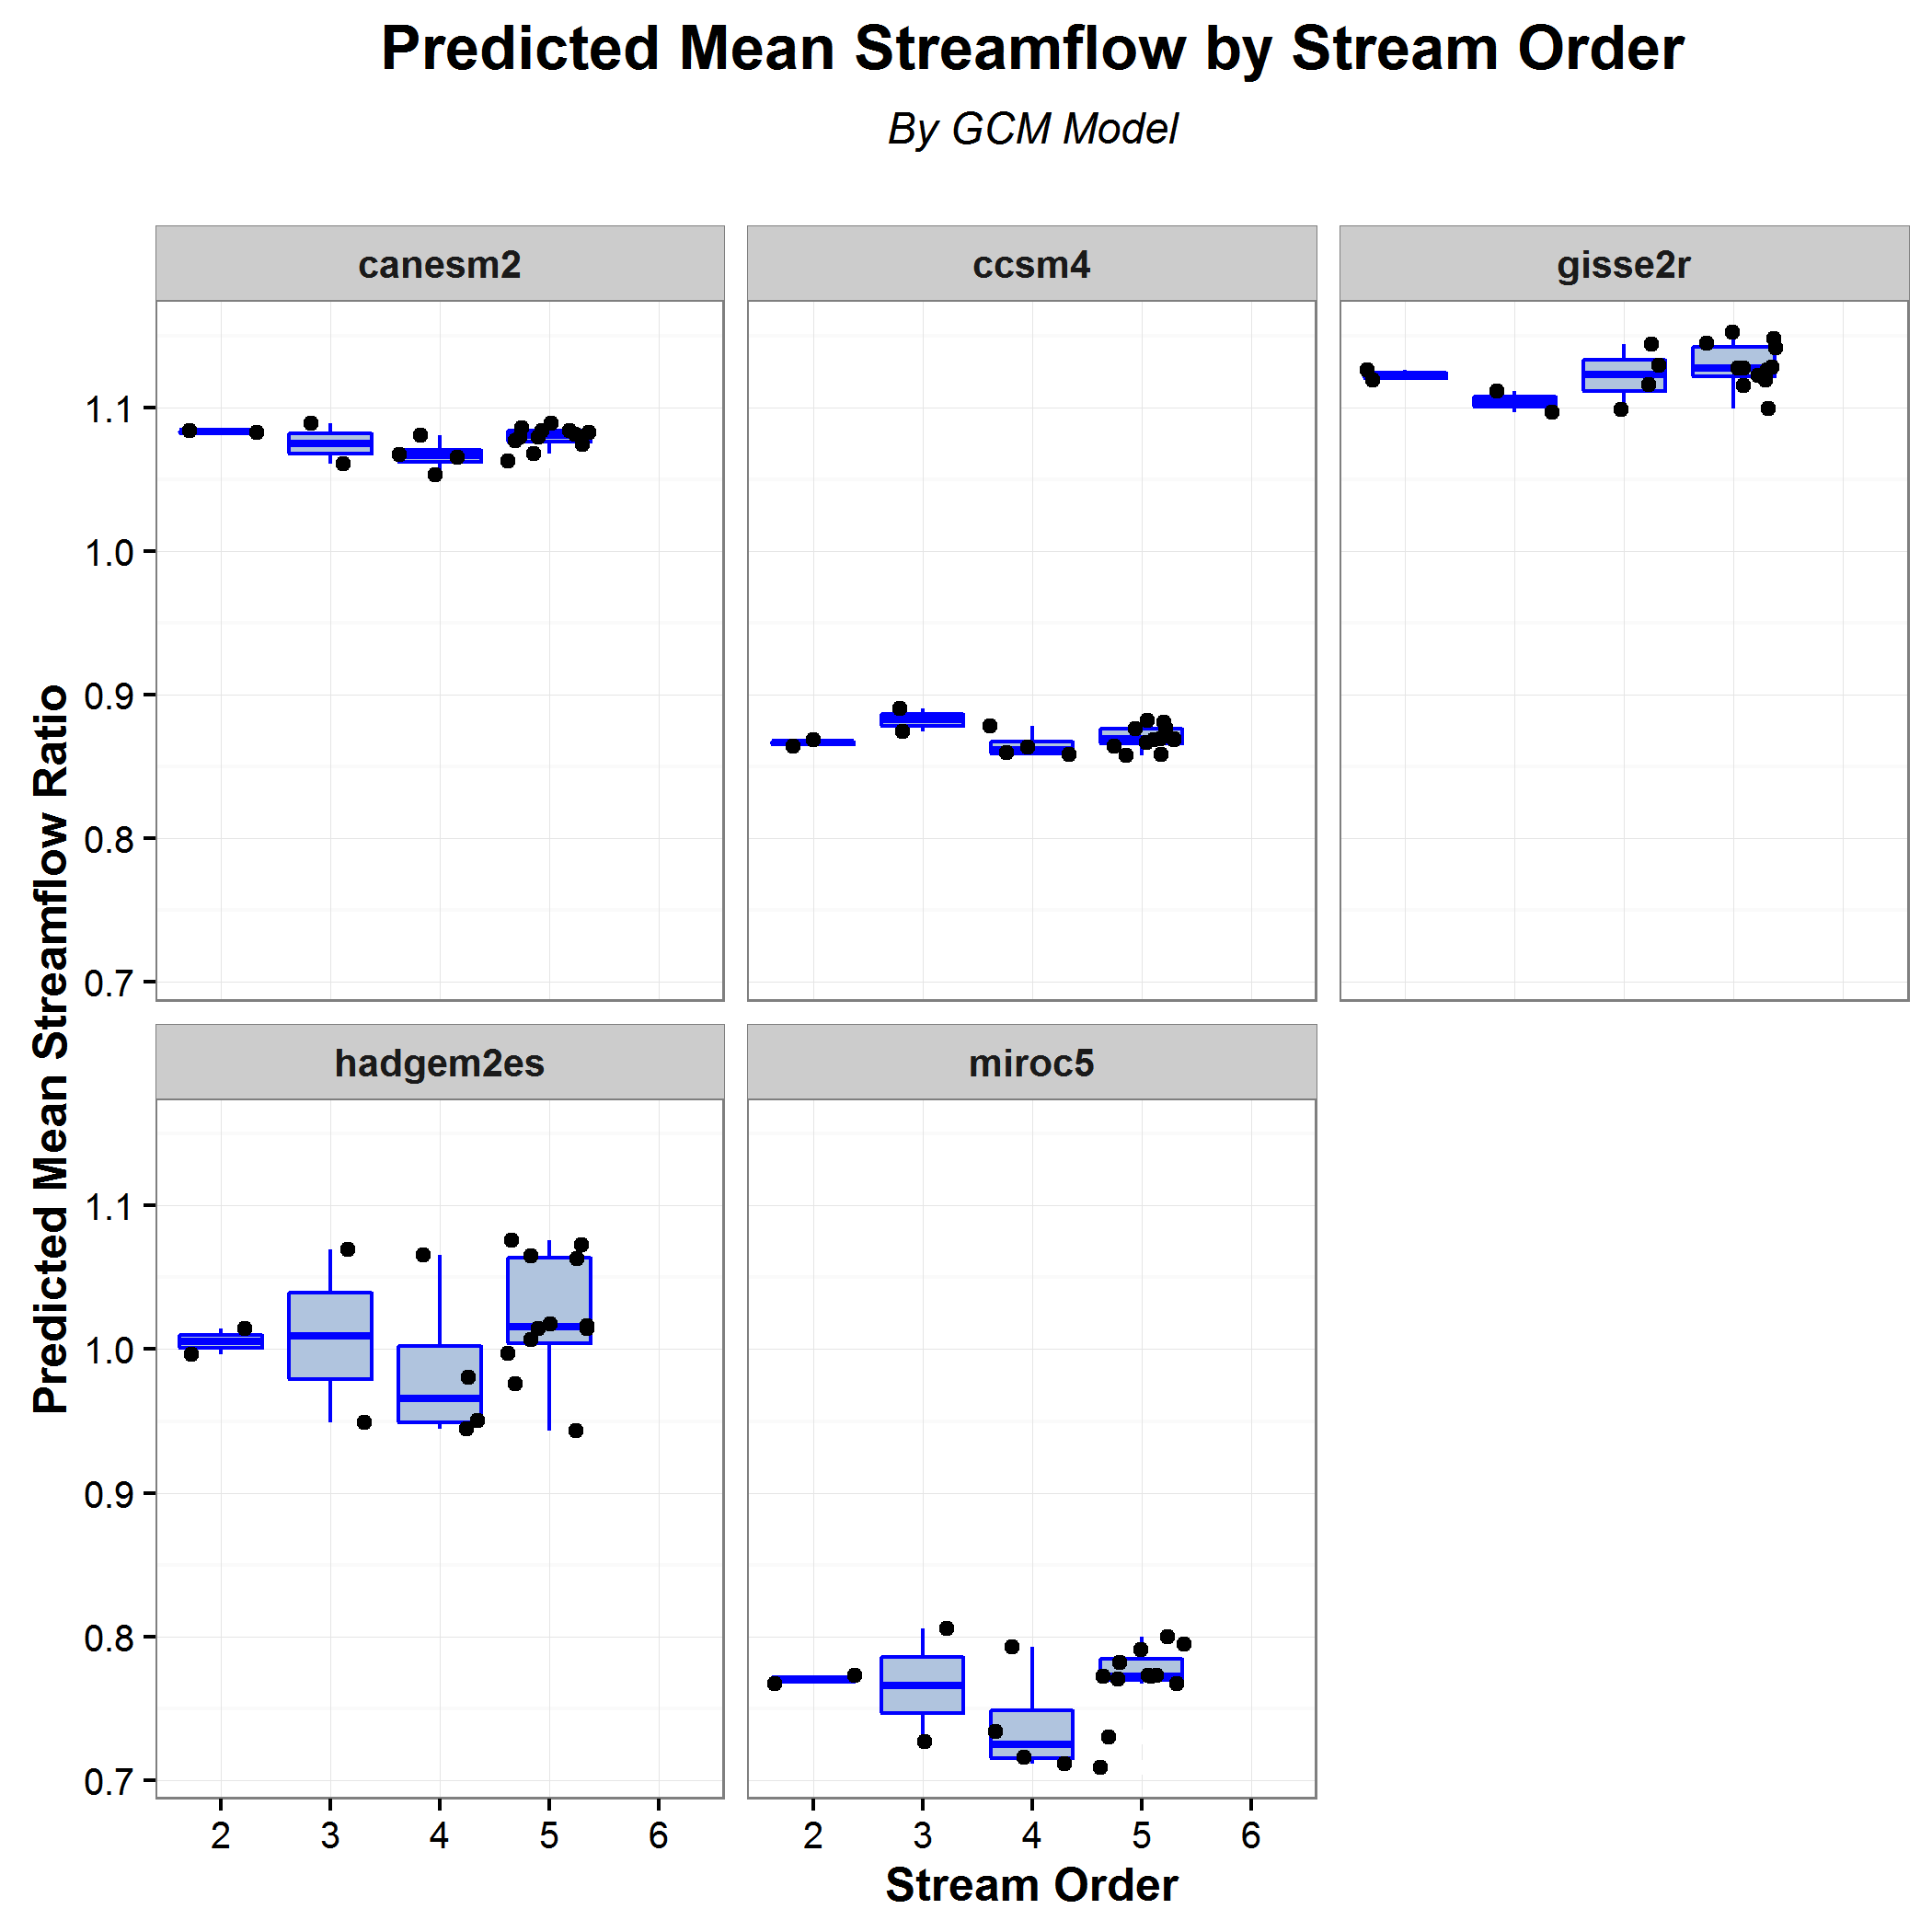 Predicted Mean Streamflow by Stream Order
By GCM Model
canesm2
ccsm4
gisse2r
1.1
1.0
0.9
0.8
0.7
Predicted Mean Streamflow Ratio
hadgem2es
miroc5
1.1
1.0
0.9
0.8
0.7
2 3 4 5 6
2 3 4 5 6
Stream Order